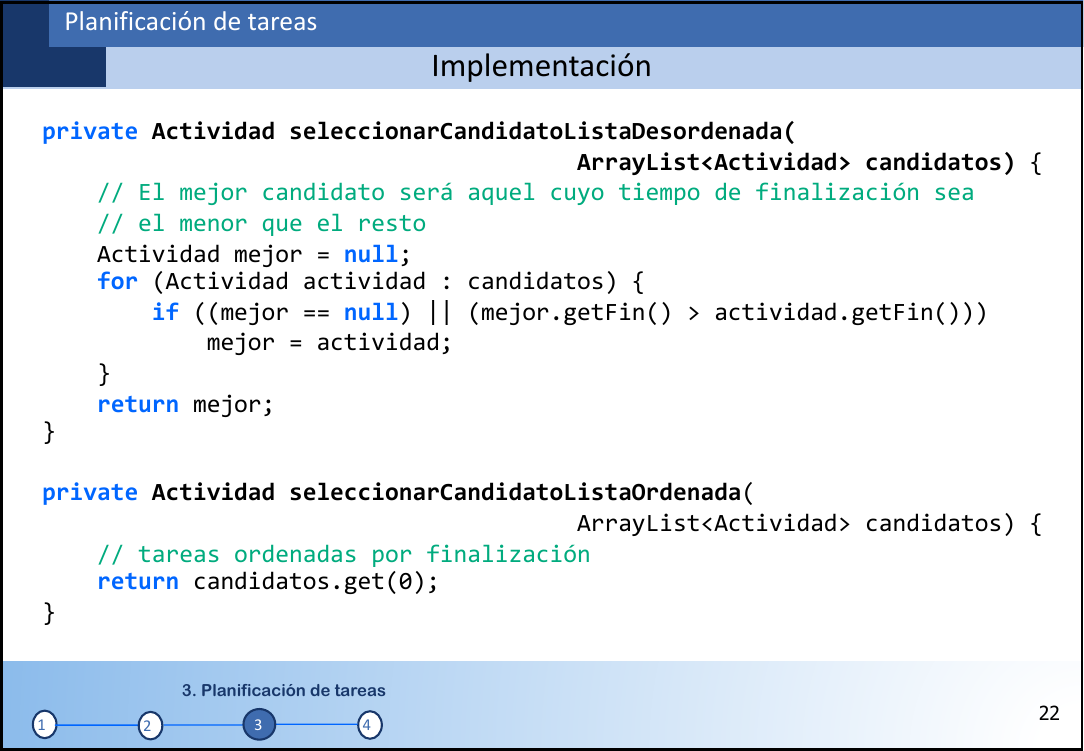 Planificación de tareas
Implementación
private Actividad seleccionarCandidatoListaDesordenada(
ArrayList<Actividad> candidatos) {
// El mejor candidato será aquel cuyo tiempo de finalización sea
// el menor que el resto
Actividad mejor = null;
for (Actividad actividad : candidatos) {
if ((mejor == null) || (mejor.getFin() > actividad.getFin()))
mejor = actividad;
}
return mejor;
}
private Actividad seleccionarCandidatoListaOrdenada(
ArrayList<Actividad> candidatos) {
// tareas ordenadas por finalización
return candidatos.get(0);
}
3. Planificación de tareas
1 2 3 4
22